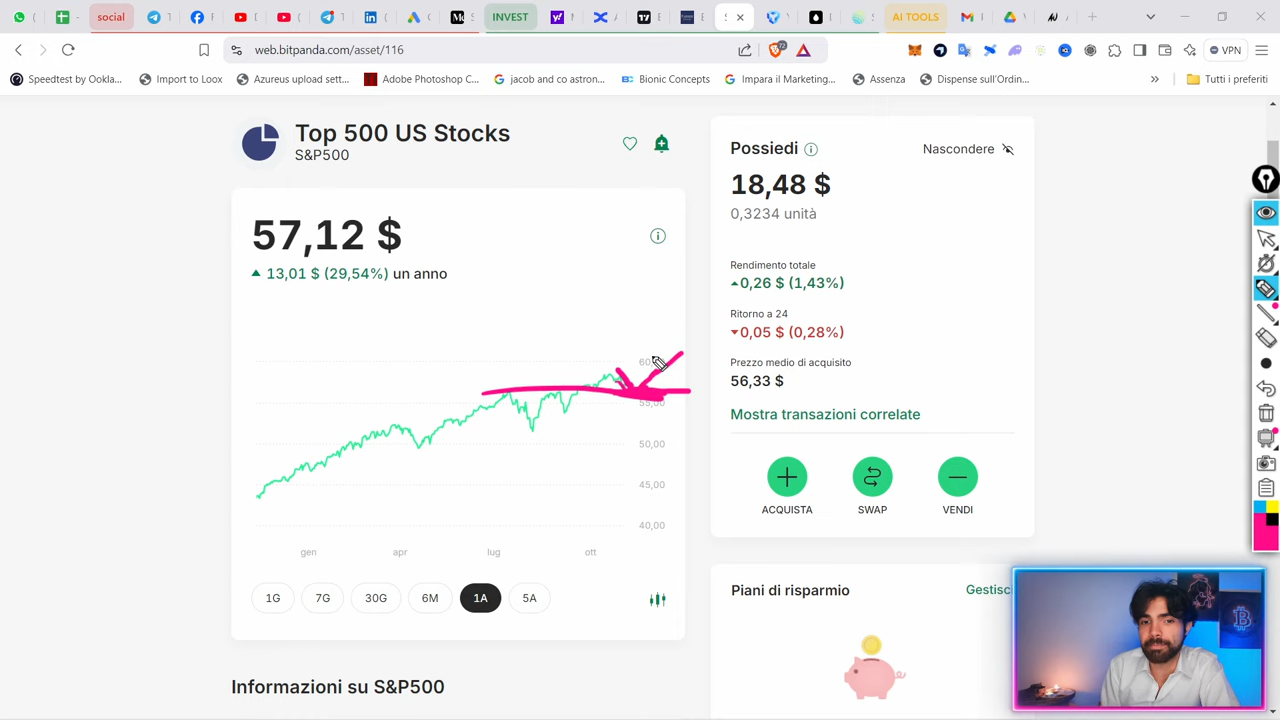 social
INVEST
AI TOOLS
web.bitpanda.com/asset/116
72
VPN
Speedtest by Ookla...
Import to Loox
Azureus upload sett...
Adobe Photoshop C...
jacob and co astron...
Bionic Concepts
Impara il Marketing...
Assenza
Dispense sull'Ordin...
»
Tutti i preferiti
Top 500 US Stocks
S&P500
57,12 $
13,01 $ (29,54%) un anno
55,00
50,00
45,00
40,00
gen
apr
lug
ott
1G
7G
30G
6M
1A
5A
Informazioni su S&P500
Possiedi
Nascondere
18,48 $
0,3234 unità
Rendimento totale
0,26 $ (1,43%)
Ritorno a 24
0,05 $ (0,28%)
Prezzo medio di acquisto
56,33 $
Mostra transazioni correlate
ACQUISTA
SWAP
VENDI
Piani di risparmio
Gestisci